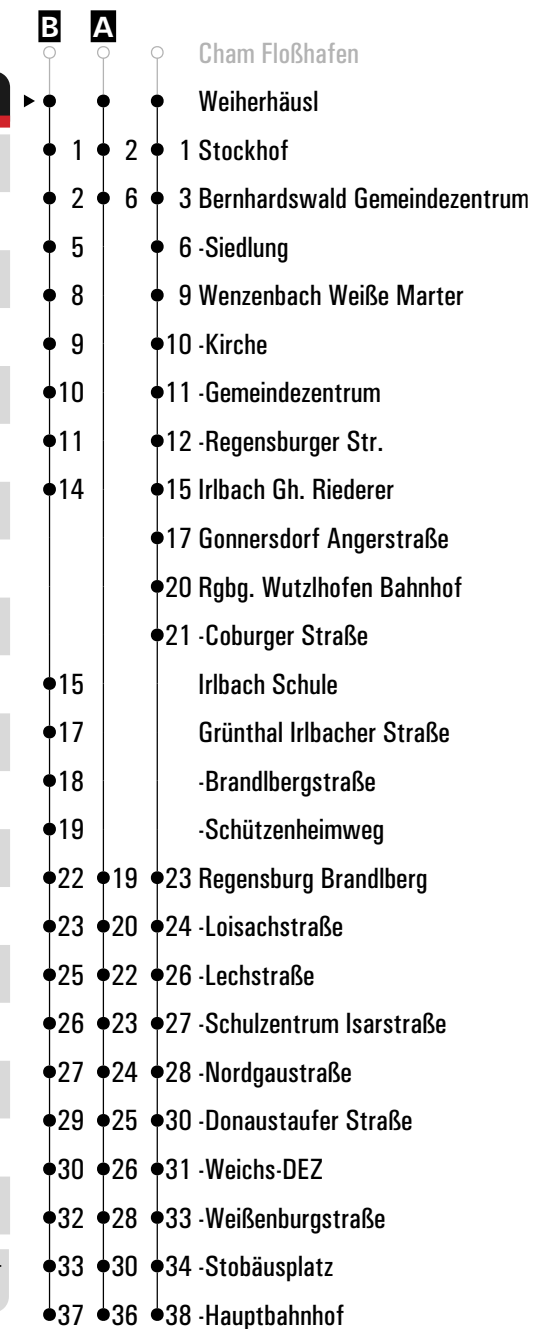 B A
Cham Floßhafen
Weiherhäusl
1 2 1 Stockhof
2 6 3 Bernhardswald Gemeindezentrum
5 6 -Siedlung
8 9 Wenzenbach Weiße Marter
9 10 -Kirche
10 11 -Gemeindezentrum
11 12 -Regensburger Str.
14 15 Irlbach Gh. Riederer
17 Gonnersdorf Angerstraße
20 Rgbg. Wutzlhofen Bahnhof
21 -Coburger Straße
15 Irlbach Schule
17 Grünthal Irlbacher Straße
18 -Brandlbergstraße
19 -Schützenheimweg
22 19 23 Regensburg Brandlberg
23 20 24 -Loisachstraße
25 22 26 -Lechstraße
26 23 27 -Schulzentrum Isarstraße
27 24 28 -Nordgaustraße
29 25 30 -Donaustaufer Straße
30 26 31 -Weichs-DEZ
32 28 33 -Weißenburgstraße
33 30 34 -Stobäusplatz
37 36 38 -Hauptbahnhof